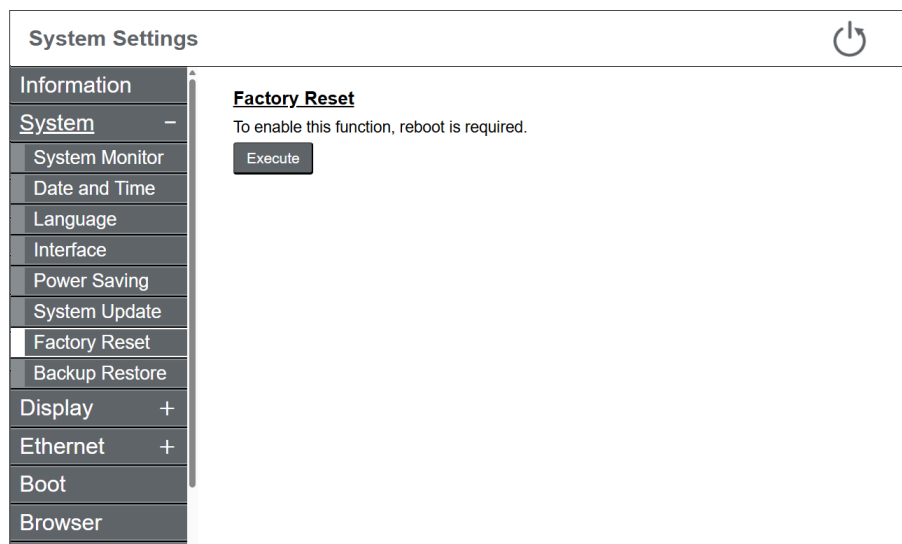 System Settings
Information
System −
System Monitor
Date and Time
Language
Interface
Power Saving
System Update
Factory Reset
Backup Restore
Display +
Ethernet +
Boot
Browser
Factory Reset
To enable this function, reboot is required.
Execute